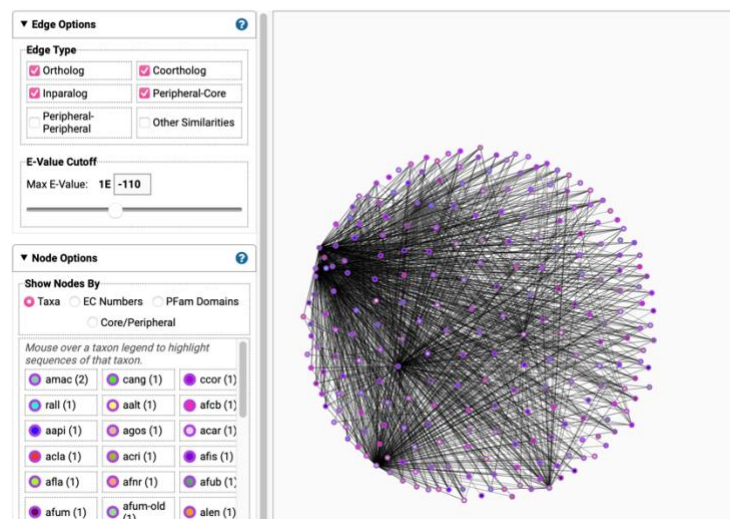 ▼ Edge Options ?
Edge Type
Ortholog Coortholog
Inparalog Peripheral-Core
Peripheral-
Peripheral Other Similarities
E-Value Cutoff
Max E-Value: 1E -110
▼ Node Options ?
Show Nodes By
Taxa EC Numbers PFam Domains
Core/Peripheral
Mouse over a taxon legend to highlight
sequences of that taxon.
amac (2) cang (1) ccor (1)
rall (1) aalt (1) afcb (1)
aapi (1) agos (1) acar (1)
acla (1) acri (1) afis (1)
afla (1) afnr (1) afub (1)
afum (1) afum-old
(1) alen (1)